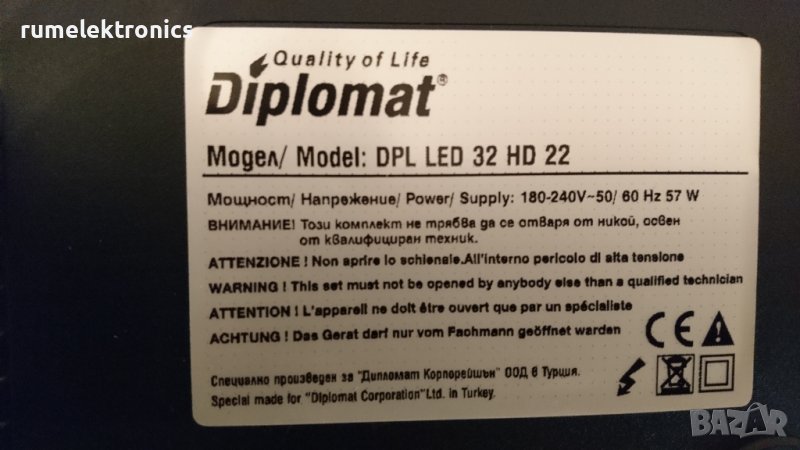 rumelektronics
Quality of Life
Diplomat®
Модел/ Model: DPL LED 32 HD 22
Мощност/ Напрежение/ Power/ Supply: 180-240V~50/ 60 Hz 57 W
ВНИМАНИЕ! Този комплект не трябва да се отваря от никой, освен
от квалифициран техник.
ATTENZIONE ! Non aprire lo schienale.All'interno pericolo di alta tensione
WARNING ! This set must not be opened by anybody else than a qualified technician
ATTENTION ! L'appareil ne doit être ouvert que par un spécialiste
ACHTUNG ! Das Gerat darf nur vom Fachmann geöffnet warden
CE
Специално произведен за "Дипломат Корпорейшън" ООД в Турция.
Special made for "Diplomat Corporation"Ltd. in Turkey.
BAZAR